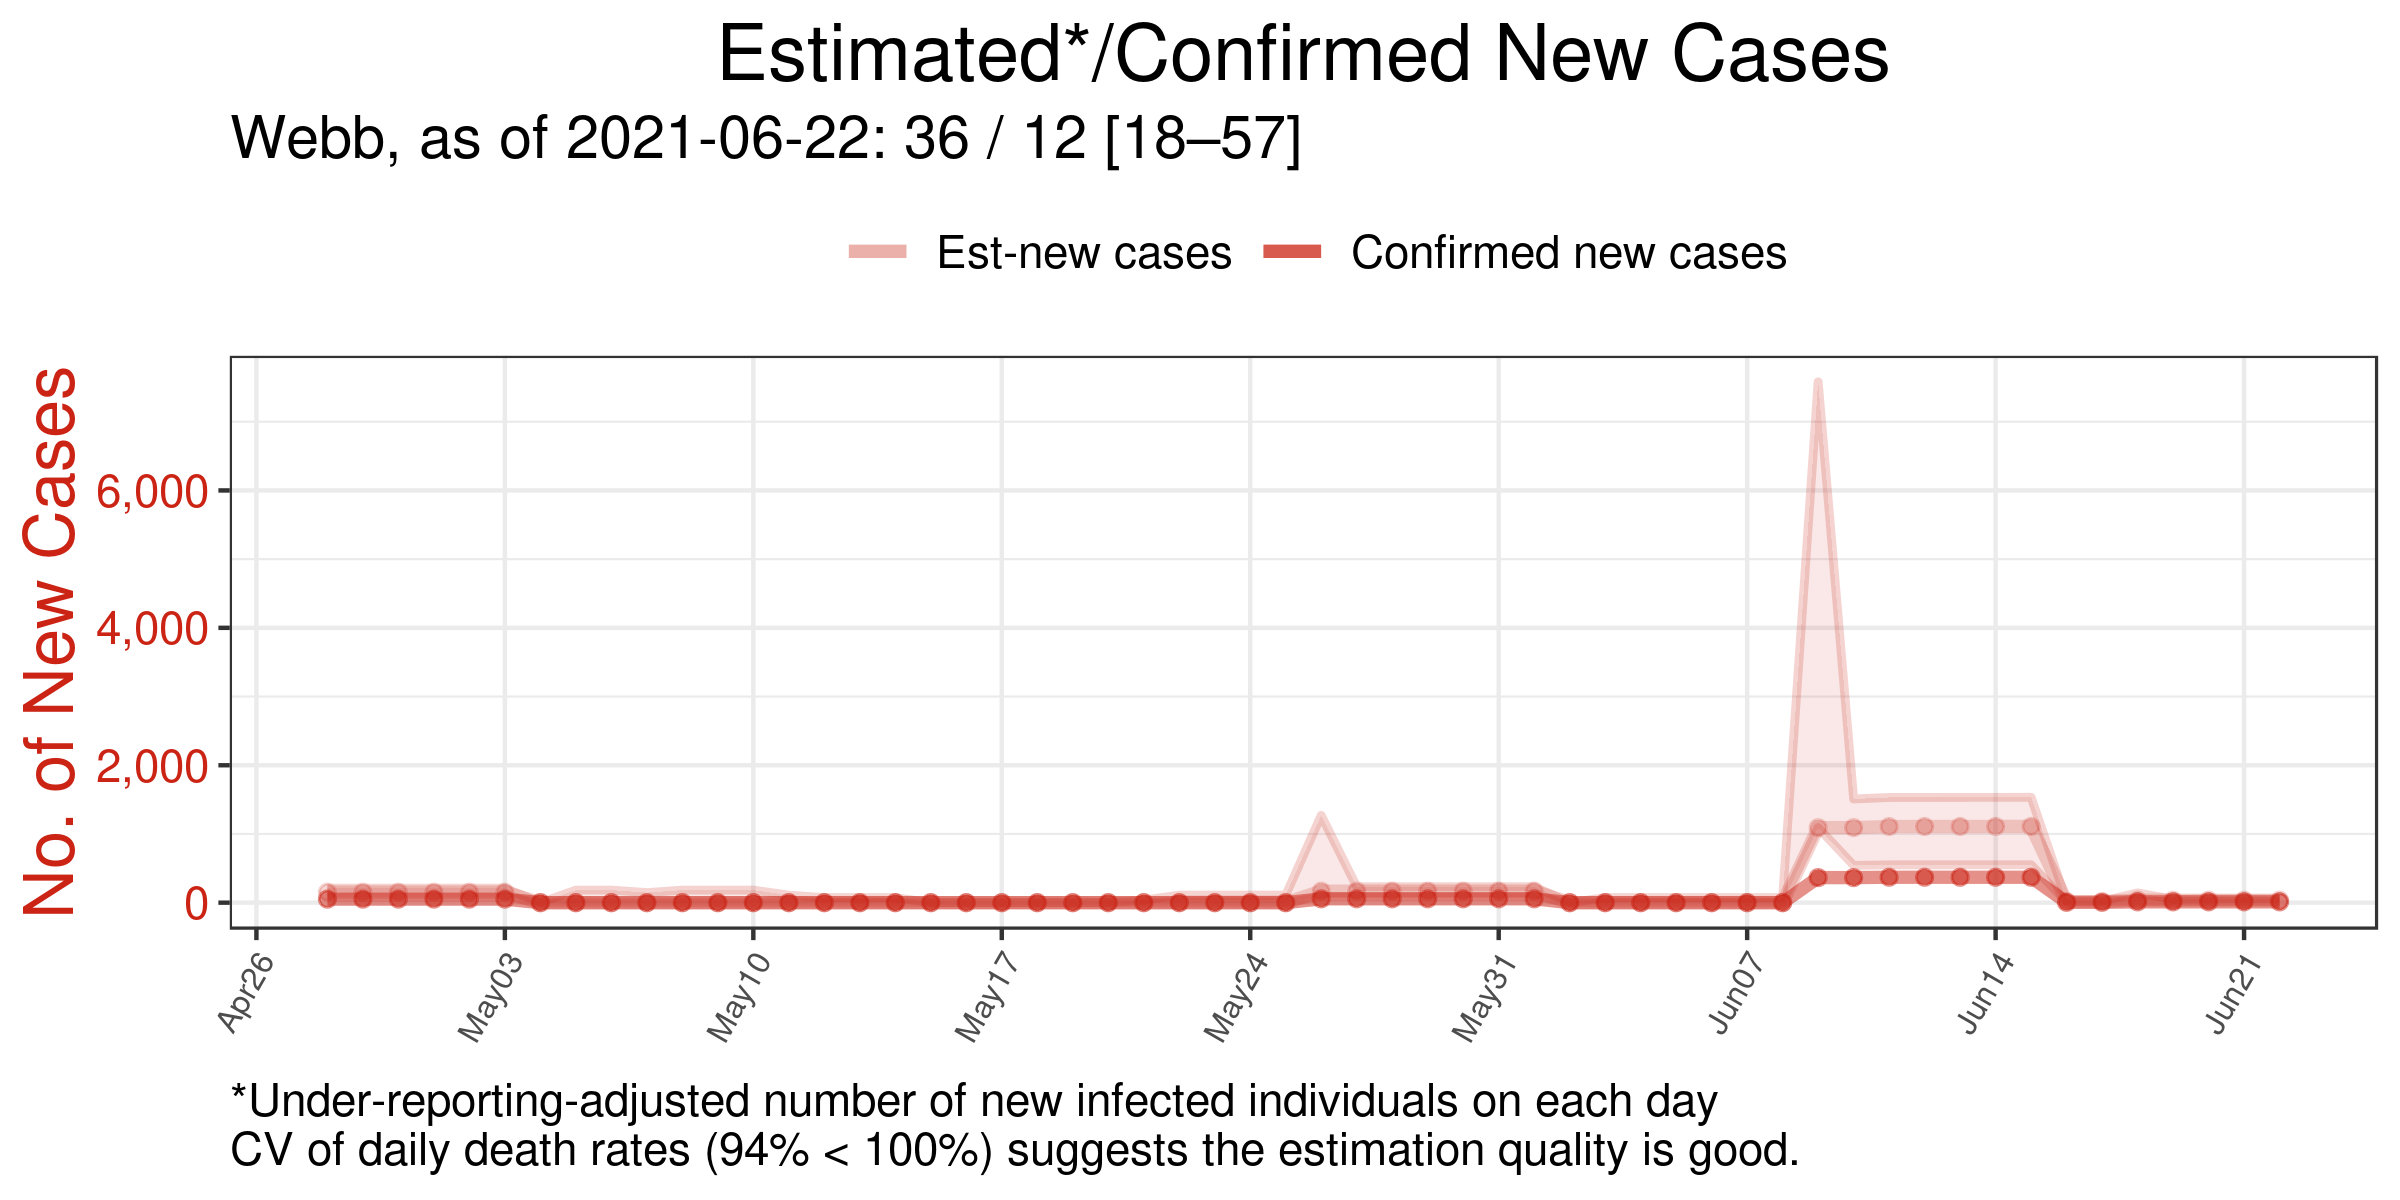 Estimated*/Confirmed New Cases
Webb, as of 2021-06-22: 36 / 12 [18–57]
Est-new cases
Confirmed new cases
No. of New Cases
6,000
4,000
2,000
0
Apr26
May03
May10
May17
May24
May31
Jun07
Jun14
Jun21
*Under-reporting-adjusted number of new infected individuals on each day
CV of daily death rates (94% < 100%) suggests the estimation quality is good.